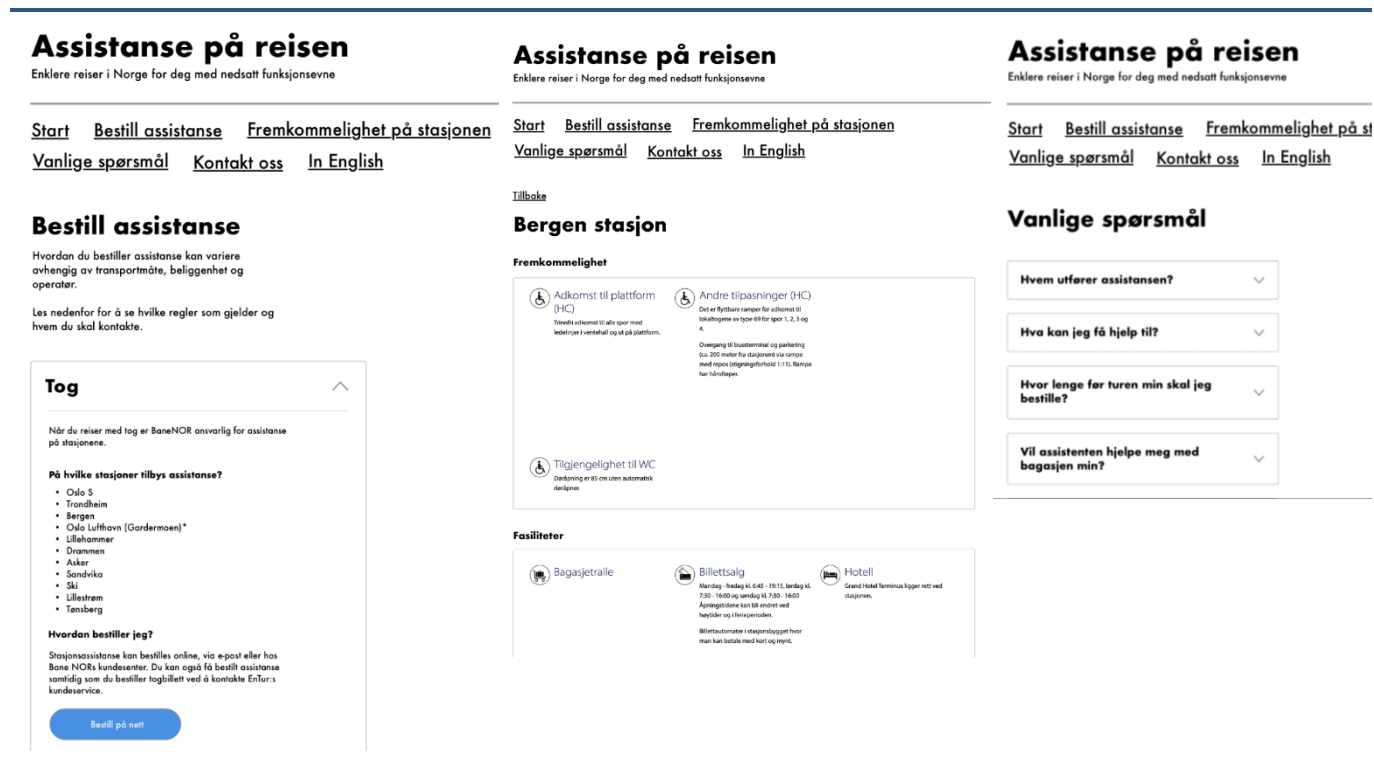 Assistanse på reisen
Enklere reiser i Norge for deg med nedsatt funksjonsevne
Start Bestill assistanse Fremkommelighet på stasjonen
Vanlige spørsmål Kontakt oss In English
Bestill assistanse
Hvordan du bestiller assistanse kan variere
avhengig av transportmåte, beliggenhet og
operatør.
Les nedenfor for å se hvilke regler som gjelder og
hvem du skal kontakte.
Tog
Når du reiser med tog er BaneNOR ansvarlig for assistanse
på stasjonene.
På hvilke stasjoner tilbys assistanse?
• Oslo S
• Trondheim
• Bergen
• Oslo Lufthavn (Gardermoen)*
• Lillehammer
• Drammen
• Asker
• Sandvika
• Ski
• Lillestrøm
• Tønsberg
Hvordan bestiller jeg?
Stasjonsassistanse kan bestilles online, via e-post eller hos
Bane NORs kundesenter. Du kan også få bestilt assistanse
samtidig som du bestiller togbillett ved å kontakte EnTur:s
kundeservice.
Bestill på nett
Assistanse på reisen
Enklere reiser i Norge for deg med nedsatt funksjonsevne
Start Bestill assistanse Fremkommelighet på stasjonen
Vanlige spørsmål Kontakt oss In English
Tillbake
Bergen stasjon
Fremkommelighet
Adkomst til plattform
(HC)
Trinnfri adkomst til alle spor med
ledelinjer i ventehall og ut på plattform.
Andre tilpasninger (HC)
Det er flyttbare ramper for adkomst til
lokaltogene av type 69 for spor 1, 2, 3 og
4.
Overgang til bussterminal og parkering
(ca. 200 meter fra stasjonen) via rampe
med repos (stigningsforhold 1:11). Rampe
har håndløper.
Tilgjengelighet til WC
Døråpning er 85 cm uten automatisk
døråpner.
Fasiliteter
Bagasjetralle
Billettsalg
Mandag - fredag kl. 6:45 - 19:15, lørdag kl.
7:30 - 16:00 og søndag kl. 7:30 - 16:00
Åpningstidene kan bli endret ved
høytider og i ferieperioden.
Billettautomater i stasjonsbygget hvor
man kan betale med kort og mynt.
Hotell
Grand Hotel Terminus ligger rett ved
stasjonen.
Assistanse på reisen
Enklere reiser i Norge for deg med nedsatt funksjonsevne
Start Bestill assistanse Fremkommelighet på st
Vanlige spørsmål Kontakt oss In English
Vanlige spørsmål
Hvem utfører assistansen?
Hva kan jeg få hjelp til?
Hvor lenge før turen min skal jeg
bestille?
Vil assistenten hjelpe meg med
bagasjen min?